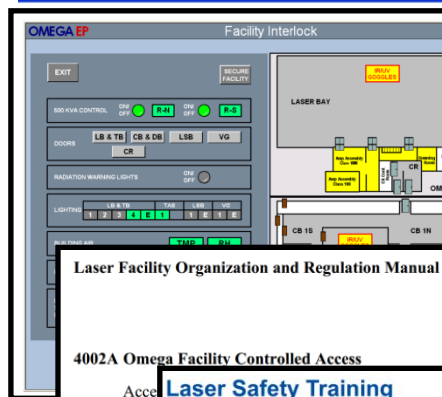 OMEGA EP
Facility Interlock
EXIT
SECURE FACILITY
500 KVA CONTROL ON/ OFF R-N ON/ OFF R-S
DOORS LB & TB CB & DB LSB VG
CR
RADIATION WARNING LIGHTS ON/ OFF
LIGHTING LB & TB TAB LSB VG
1 2 3 4 E 1 1 E 1 E
BUILDING AIR TMP RH
IR/UV
GOGGLES
LASER BAY
Amp Assembly
CR
CB 1S
CB 1N
IR/UV
Laser Facility Organization and Regulation Manual
4002A Omega Facility Controlled Access
Acce
Laser Safety Training